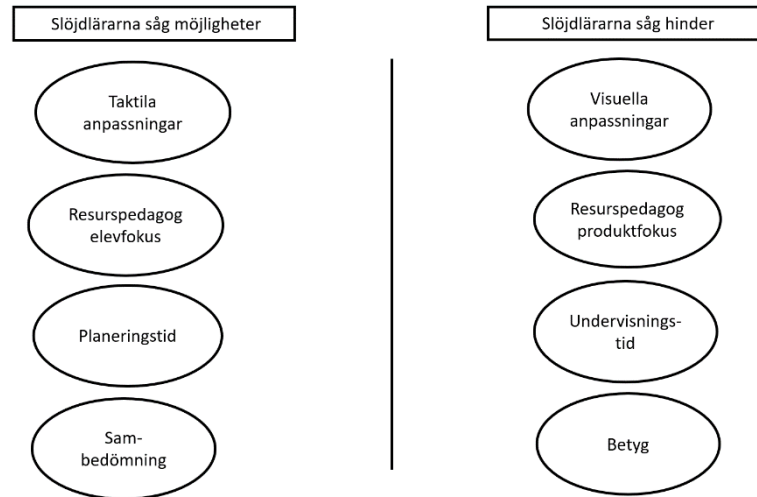 Slöjdlärarna såg möjligheter
Taktila
anpassningar
Resurspedagog
elevfokus
Planeringstid
Sam-
bedömning
Slöjdlärarna såg hinder
Visuella
anpassningar
Resurspedagog
produktfokus
Undervisnings-
tid
Betyg